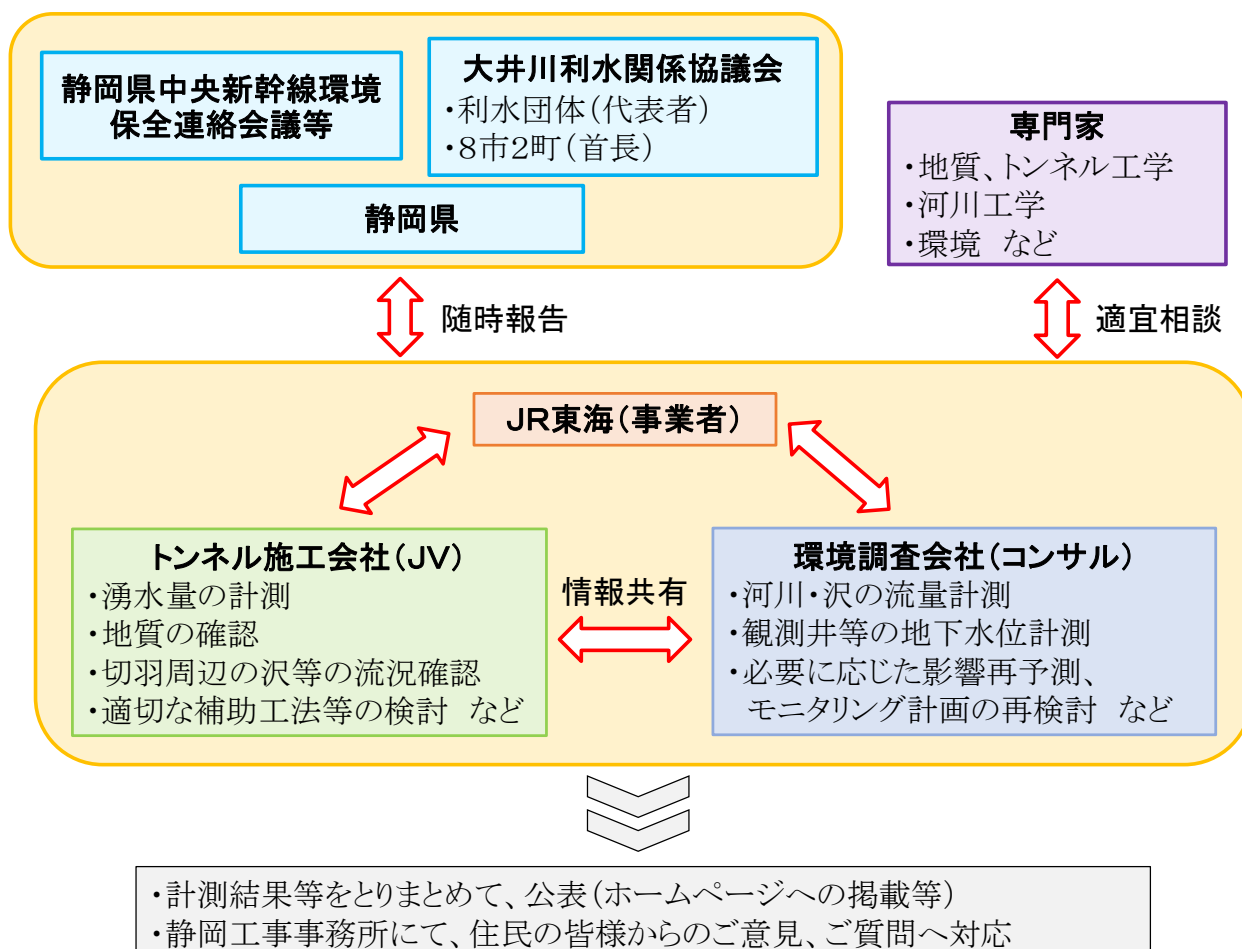 静岡県中央新幹線環境
保全連絡会議等
大井川利水関係協議会
・利水団体(代表者)
・8市2町(首長)
静岡県
専門家
・地質、トンネル工学
・河川工学
・環境 など
随時報告
適宜相談
JR東海(事業者)
トンネル施工会社(JV)
・湧水量の計測
・地質の確認
・切羽周辺の沢等の流況確認
・適切な補助工法等の検討 など
情報共有
環境調査会社(コンサル)
・河川・沢の流量計測
・観測井等の地下水位計測
・必要に応じた影響再予測、
モニタリング計画の再検討 など
・計測結果等をとりまとめて、公表(ホームページへの掲載等)
・静岡工事事務所にて、住民の皆様からのご意見、ご質問へ対応